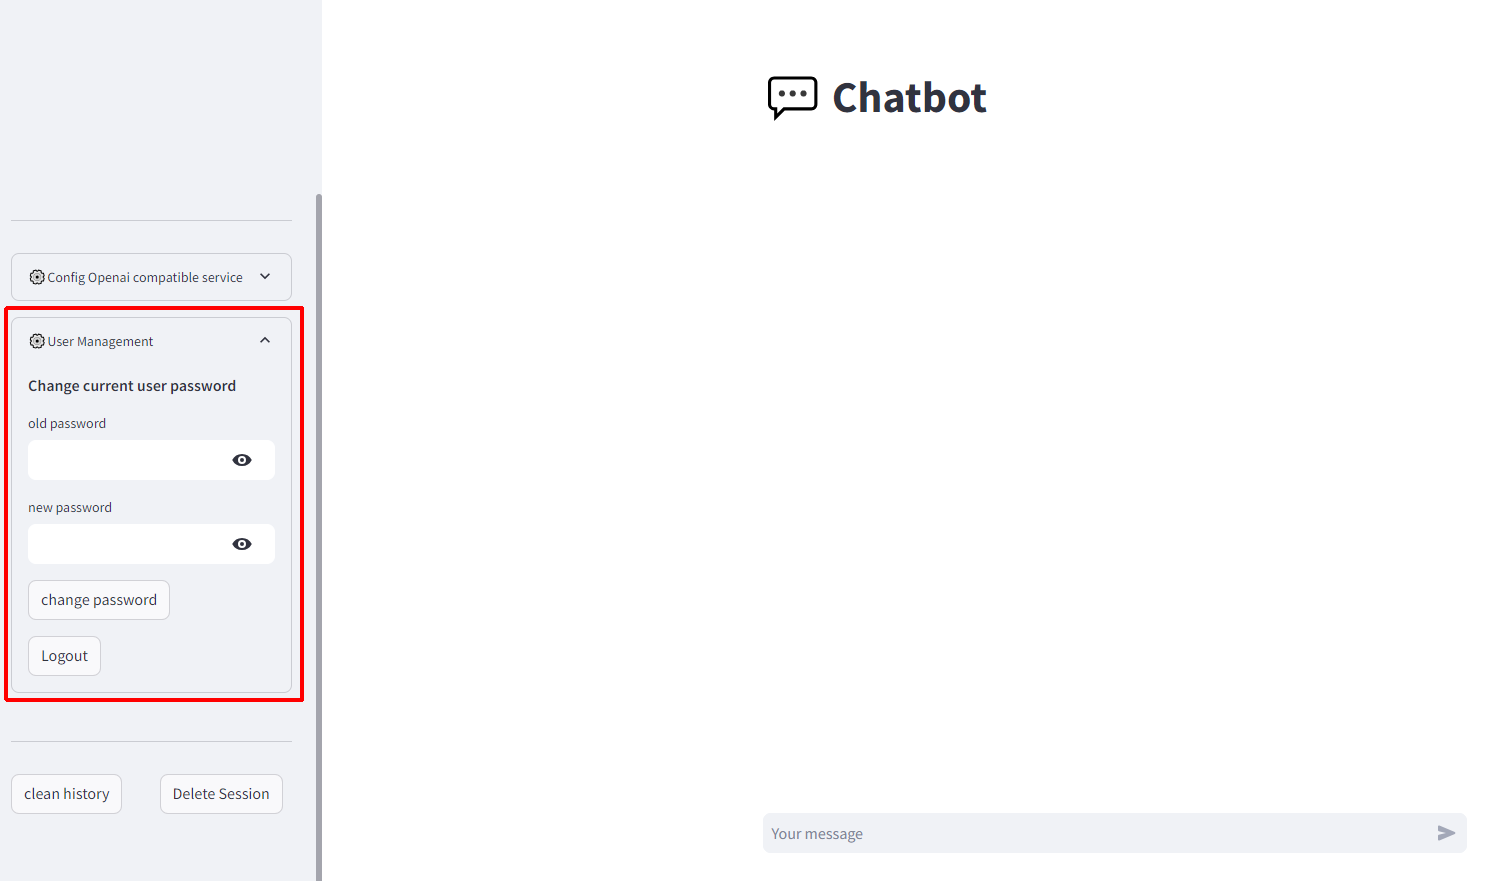 Chatbot
Config Openai compatible service
User Management
Change current user password
old password
new password
change password
Logout
clean history
Delete Session
Your message